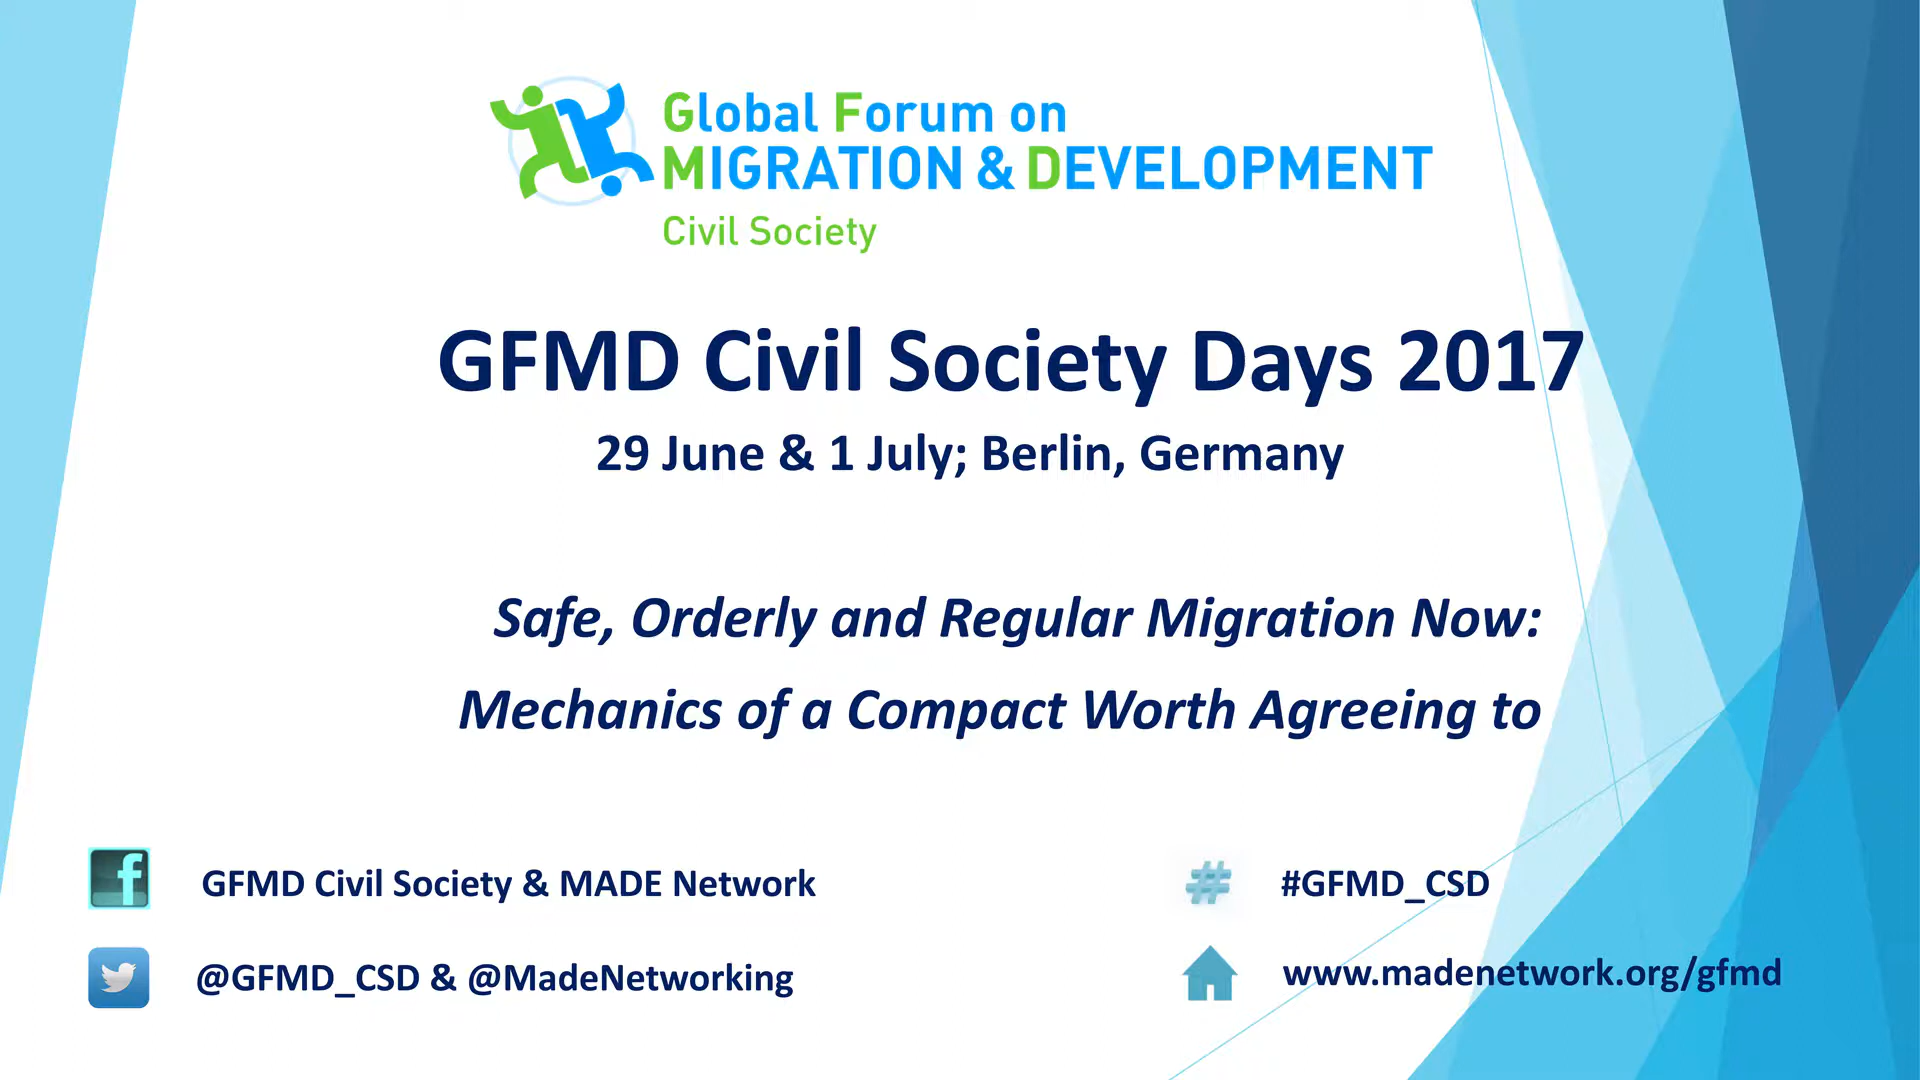 Global Forum on
MIGRATION & DEVELOPMENT
Civil Society
GFMD Civil Society Days 2017
29 June & 1 July; Berlin, Germany
Safe, Orderly and Regular Migration Now:
Mechanics of a Compact Worth Agreeing to
GFMD Civil Society & MADE Network
#GFMD_CSD
@GFMD_CSD & @MadeNetworking
www.madenetwork.org/gfmd